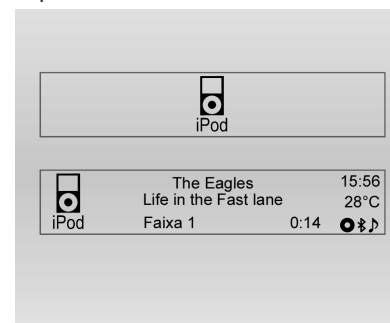 iPod
The Eagles
15:56
Life in the Fast lane
28°C
iPod
Faixa 1
0:14